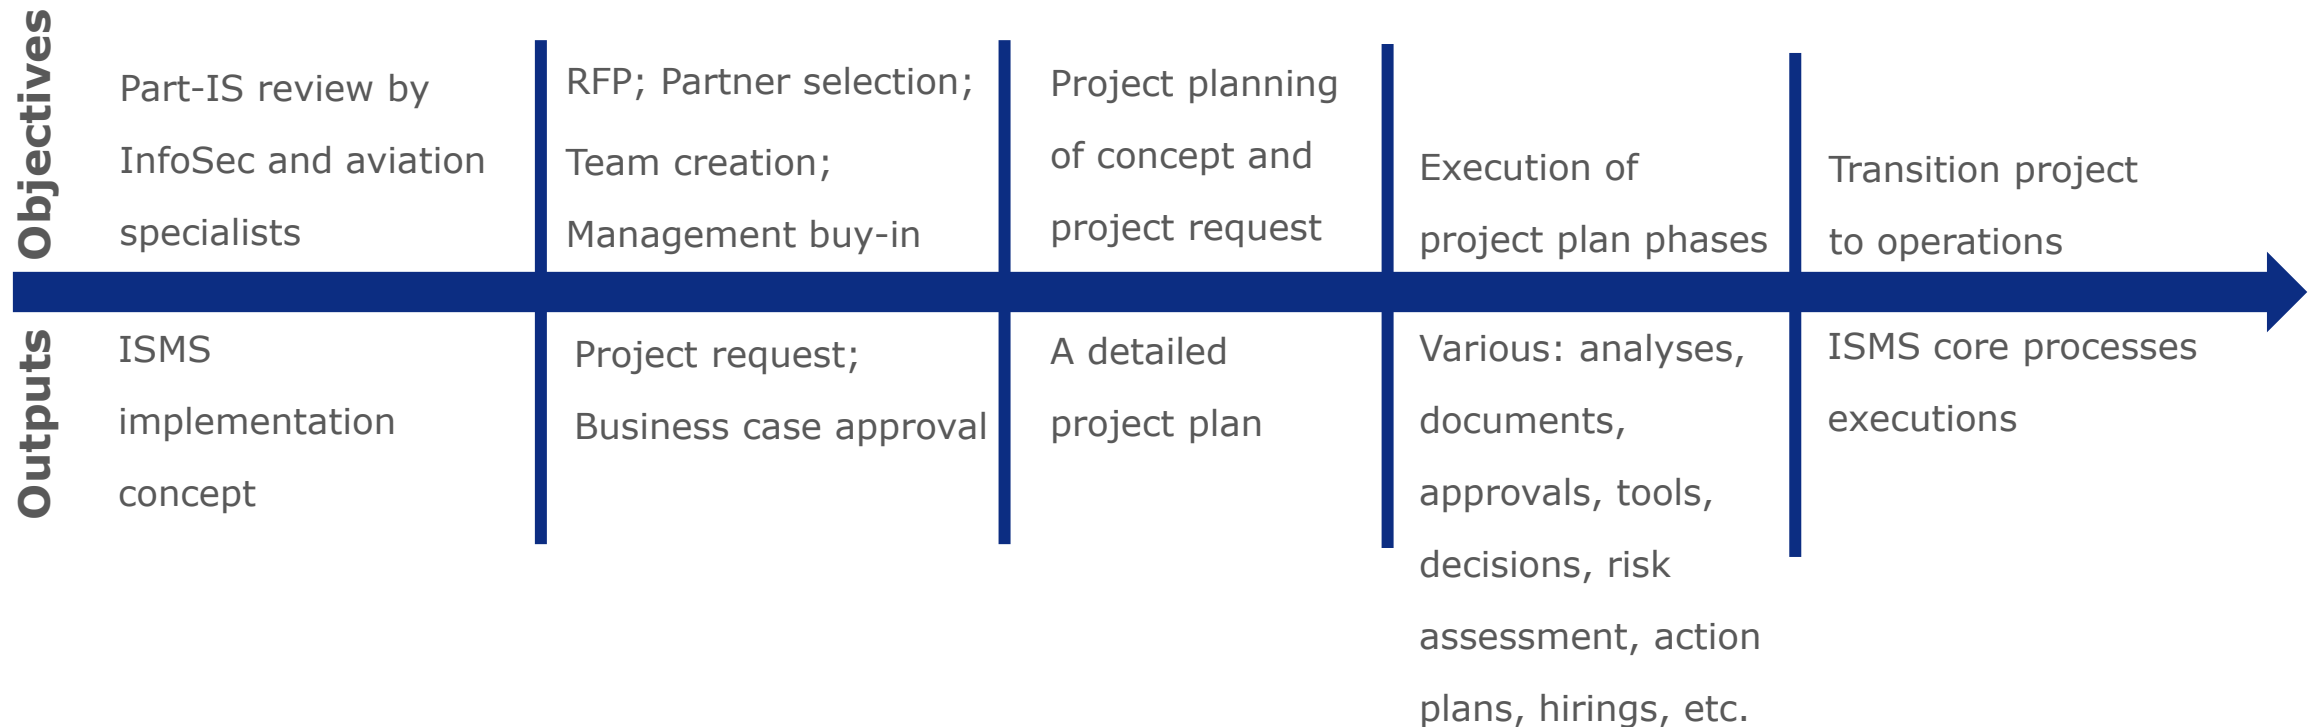 Objectives
Part-IS review by
InfoSec and aviation
specialists
RFP; Partner selection;
Team creation;
Management buy-in
Project planning
of concept and
project request
Execution of
project plan phases
Transition project
to operations
Outputs
ISMS
implementation
concept
Project request;
Business case approval
A detailed
project plan
Various: analyses,
documents,
approvals, tools,
decisions, risk
assessment, action
plans, hirings, etc.
ISMS core processes
executions